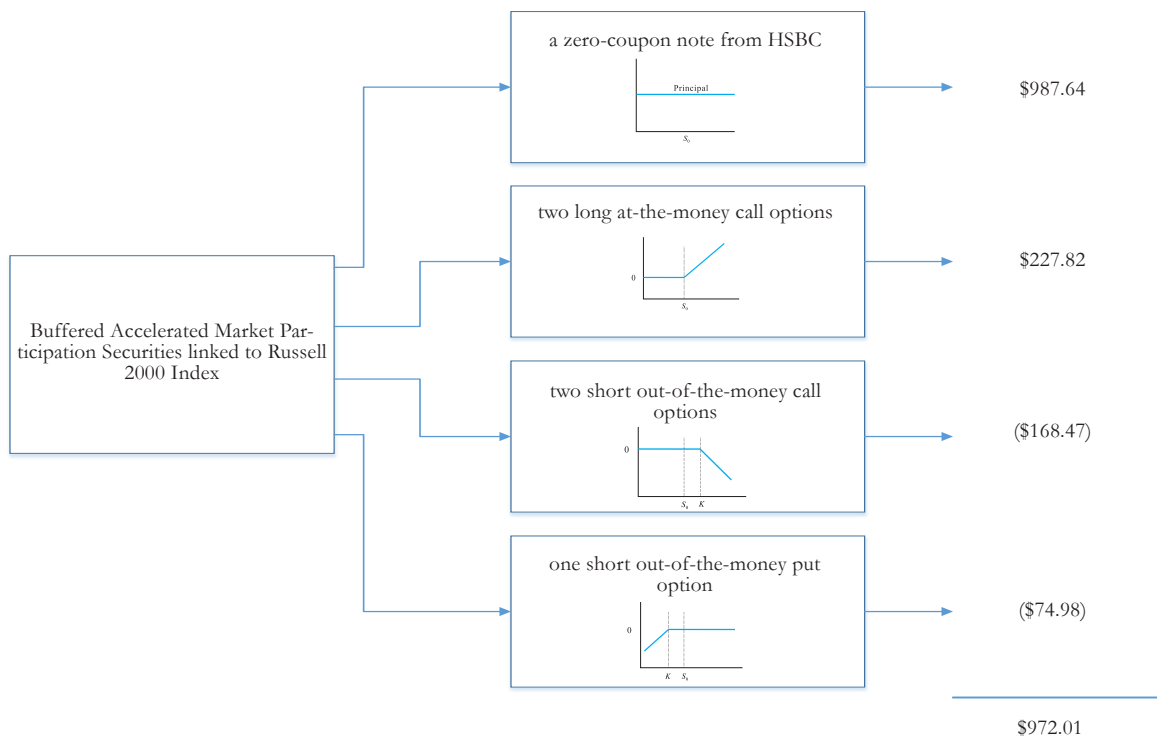 a zero-coupon note from HSBC
Principal
S₀
$987.64
two long at-the-money call options
0
S₀
$227.82
Buffered Accelerated Market Par-
ticipation Securities linked to Russell
2000 Index
two short out-of-the-money call
options
0
S₀ K
($168.47)
one short out-of-the-money put
option
0
K S₀
($74.98)
$972.01